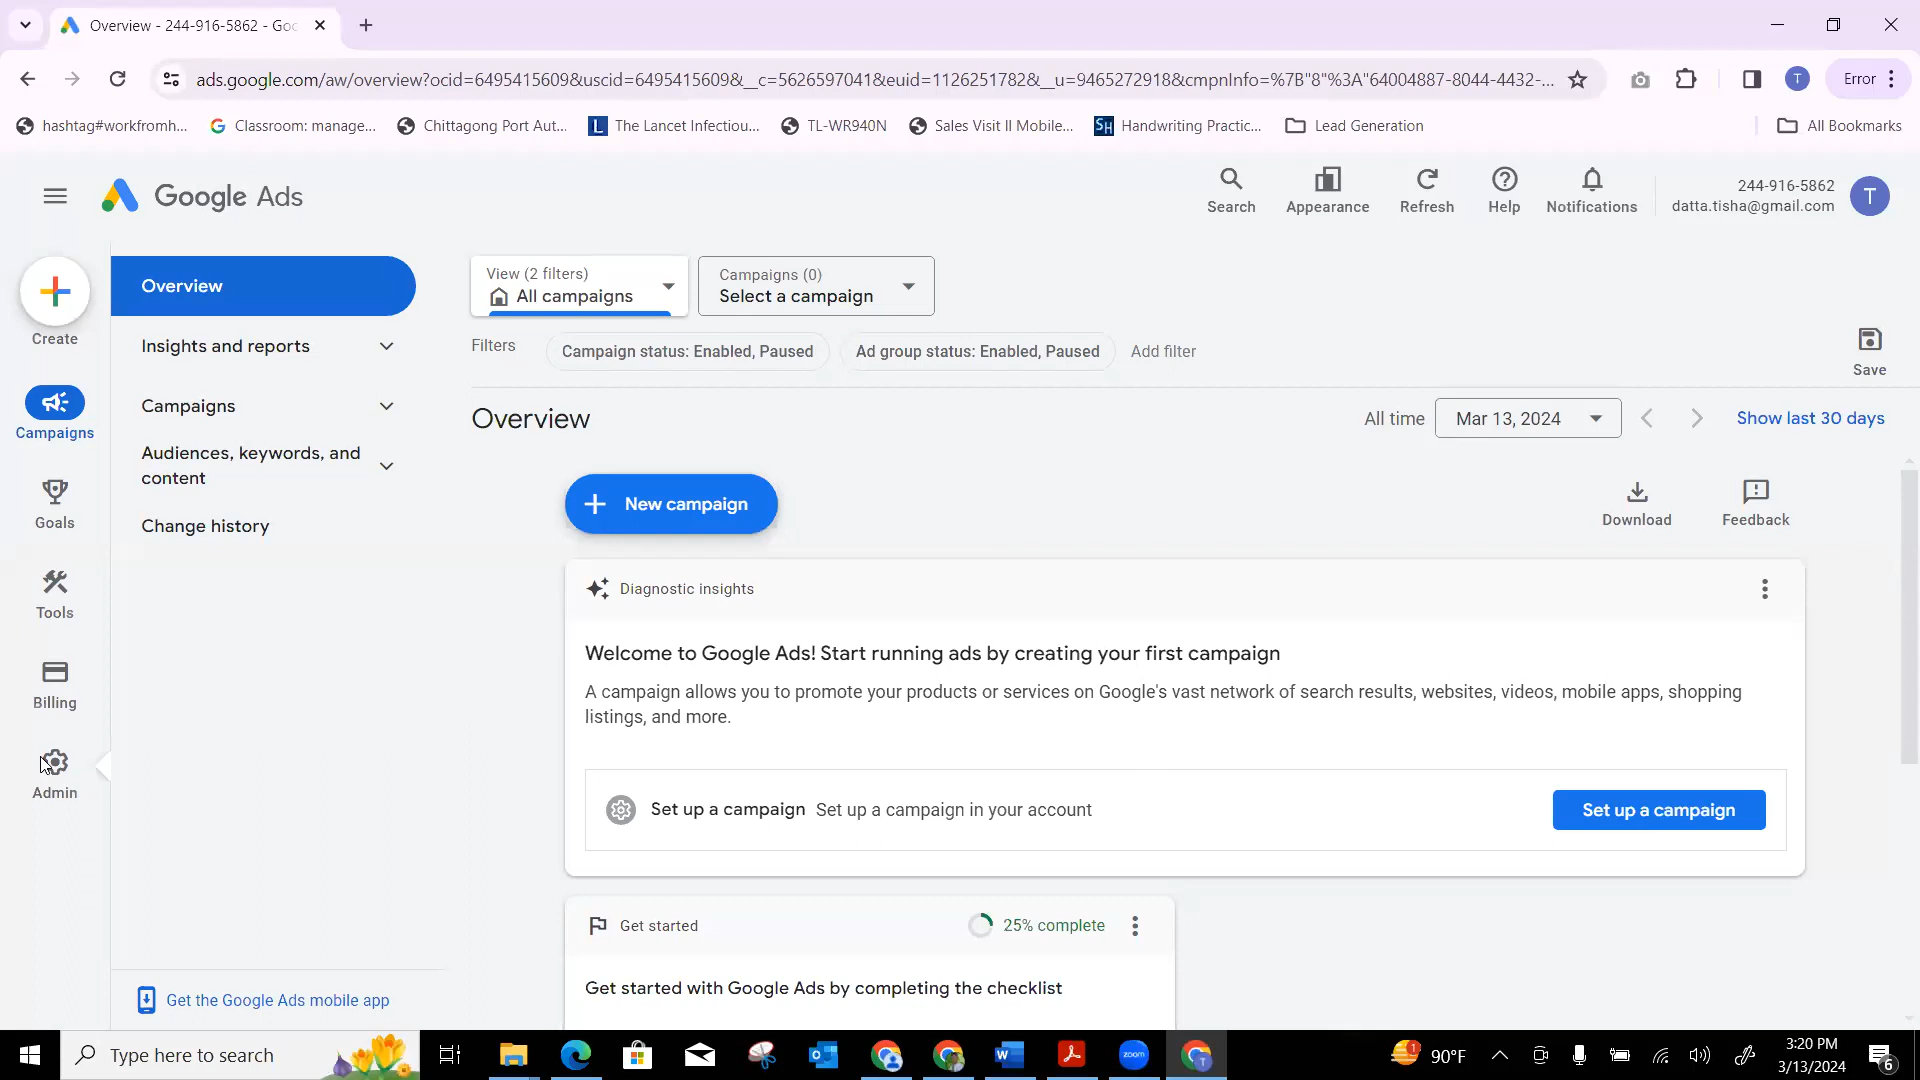 Overview - 244-916-5862 - Goo
ads.google.com/aw/overview?ocid=6495415609&uscid=6495415609&__c=5626597041&euid=1126251782&__u=9465272918&cmpnInfo=%7B"8"%3A"64004887-8044-4432-...
T
Error
hashtag#workfromh...
Classroom: manage...
Chittagong Port Aut...
L
The Lancet Infectiou...
TL-WR940N
Sales Visit II Mobile...
SH
Handwriting Practic...
Lead Generation
All Bookmarks
Google Ads
Search
Appearance
Refresh
Help
Notifications
244-916-5862
datta.tisha@gmail.com
T
Create
Campaigns
Goals
Tools
Billing
Admin
Overview
Insights and reports
Campaigns
Audiences, keywords, and
content
Change history
Get the Google Ads mobile app
View (2 filters)
All campaigns
Campaigns (0)
Select a campaign
Filters
Campaign status: Enabled, Paused
Ad group status: Enabled, Paused
Add filter
Save
Overview
All time
Mar 13, 2024
Show last 30 days
New campaign
Download
Feedback
Diagnostic insights
Welcome to Google Ads! Start running ads by creating your first campaign
A campaign allows you to promote your products or services on Google's vast network of search results, websites, videos, mobile apps, shopping
listings, and more.
Set up a campaign
Set up a campaign in your account
Set up a campaign
Get started
25% complete
Get started with Google Ads by completing the checklist
Type here to search
zoom
T
1
90°F
3:20 PM
3/13/2024
6